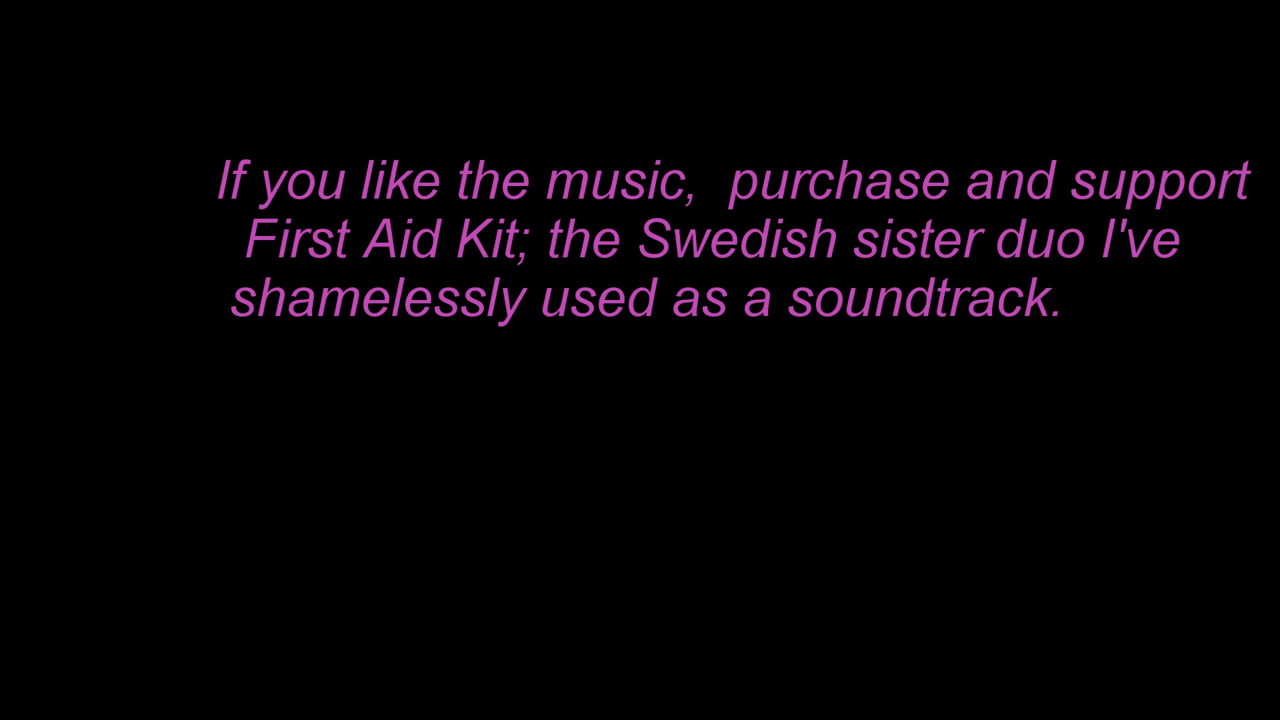 If you like the music,  purchase and support
First Aid Kit; the Swedish sister duo I've
shamelessly used as a soundtrack.